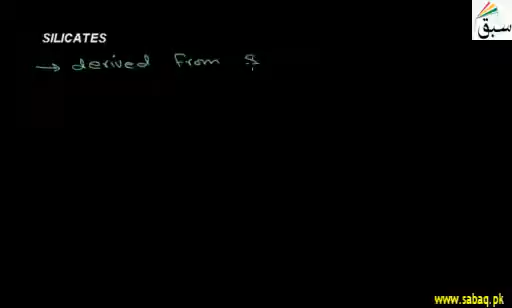 سبق
SILICATES
→ derived from
www.sabaq.pk